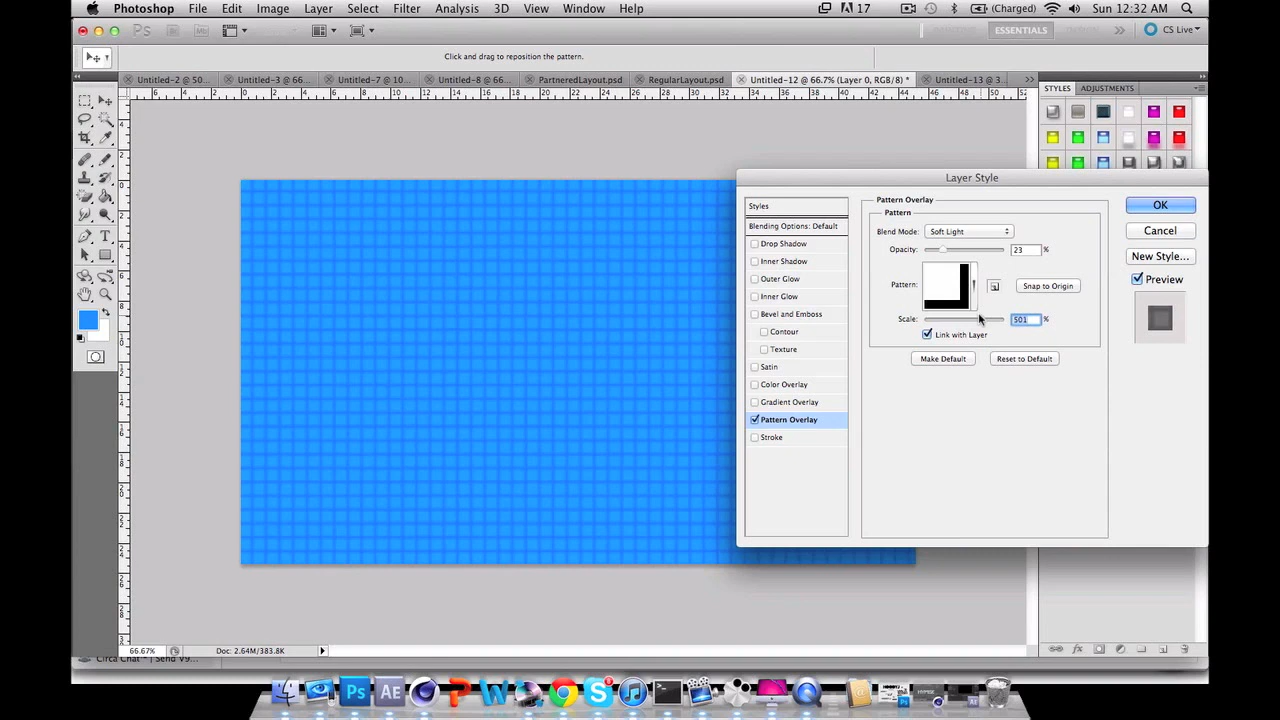 Photoshop File Edit Image Layer Select Filter Analysis 3D View Window Help 17 (Charged) Sun 12:32 AM
Ps Br Mb ESSENTIALS CS Live
Click and drag to reposition the pattern.
Untitled-2 @ 50... Untitled-3 @ 66... Untitled-7 @ 10... Untitled-8 @ 66... PartneredLayout.psd RegularLayout.psd Untitled-12 @ 66.7% (Layer 0, RGB/8) * Untitled-13 @ 3... >>
STYLES ADJUSTMENTS
Layer Style
Styles
Blending Options: Default
Drop Shadow
Inner Shadow
Outer Glow
Inner Glow
Bevel and Emboss
Contour
Texture
Satin
Color Overlay
Gradient Overlay
Pattern Overlay
Stroke
Pattern Overlay
Pattern
Blend Mode: Soft Light
Opacity: 23 %
Pattern: Snap to Origin
Scale: 501 %
Link with Layer
Make Default Reset to Default
OK
Cancel
New Style...
Preview
66.67% Doc: 2.64M/383.8K
Ps AE